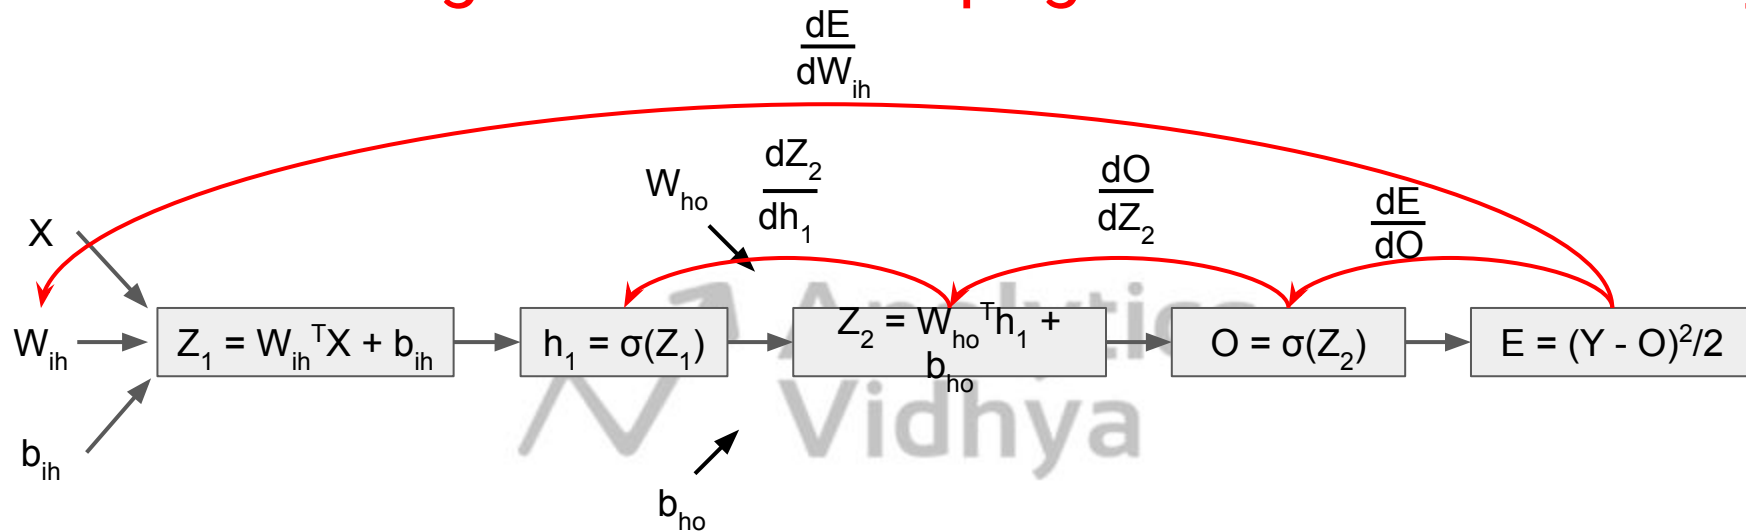 dE
dW_ih
dZ_2
dh_1
dO
dZ_2
dE
dO
W_ho
X
W_ih
b_ih
Z_1 = W_ih^T X + b_ih
h_1 = σ(Z_1)
Z_2 = W_ho^T h_1 +
b_ho
O = σ(Z_2)
E = (Y - O)^2/2
b_ho
Analytics
Vidhya